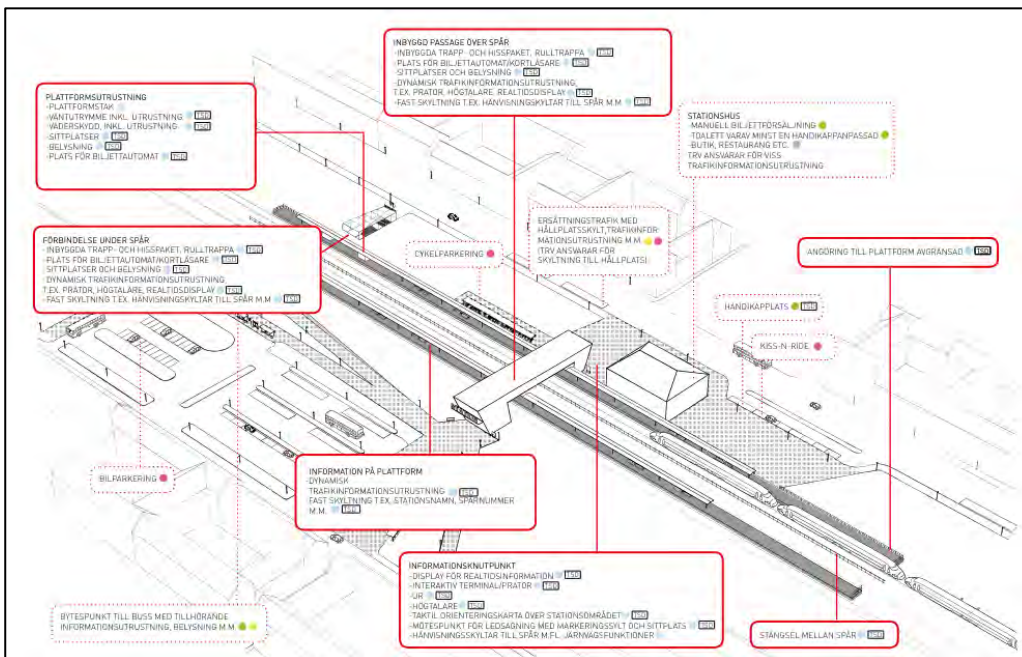 INBYGGD PASSAGE ÖVER SPÅR
-INBYGGDA TRAPP- OCH HISSPAKET, RULLTRAPPA TSD
-PLATS FÖR BILJETTAUTOMAT/KORTLÄSARE TSD
-SITTPLATSER OCH BELYSNING TSD
-DYNAMISK TRAFIKINFORMATIONSUTRUSTNING,
T.EX. PRATOR, HÖGTALARE, REALTIDSDISPLAY TSD
-FAST SKYLTNING T.EX. HÄNVISNINGSKYLTAR TILL SPÅR M.M TSD
PLATTFORMSUTRUSTNING
-PLATTFORMSTAK
-VÄNTUTRYMME INKL. UTRUSTNING TSD
-VÄDERSKYDD, INKL. UTRUSTNING TSD
-SITTPLATSER TSD
-BELYSNING TSD
-PLATS FÖR BILJETTAUTOMAT TSD
STATIONSHUS
-MANUELL BILJETTFÖRSÄLJNING
-TOALETT VARAV MINST EN HANDIKAPPANPASSAD
-BUTIK, RESTAURANG ETC.
TRV ANSVARAR FÖR VISS
TRAFIKINFORMATIONSUTRUSTNING
FÖRBINDELSE UNDER SPÅR
-INBYGGDA TRAPP- OCH HISSPAKET, RULLTRAPPA TSD
-PLATS FÖR BILJETTAUTOMAT/KORTLÄSARE TSD
-SITTPLATSER OCH BELYSNING TSD
-DYNAMISK TRAFIKINFORMATIONSUTRUSTNING
T.EX. PRATOR, HÖGTALARE, REALTIDSDISPLAY TSD
-FAST SKYLTNING T.EX. HÄNVISNINGSKYLTAR TILL SPÅR M.M TSD
CYKELPARKERING
ERSÄTTNINGSTRAFIK MED
HÅLLPLATSSKYLT,TRAFIKINFOR
MATIONSUTRUSTNING M.M
(TRV ANSVARAR FÖR
SKYLTNING TILL HÅLLPLATS)
ANGÖRING TILL PLATTFORM AVGRÄNSAD TSD
HANDIKAPPLATS TSD
KISS-N-RIDE
BILPARKERING
INFORMATION PÅ PLATTFORM
DYNAMISK
TRAFIKINFORMATIONSUTRUSTNING TSD
FAST SKYLTNING T.EX, STATIONSNAMN, SPÅRNUMMER
M.M. TSD
INFORMATIONSKNUTPUNKT
-DISPLAY FÖR REALTIDSINFORMATION TSD
-INTERAKTIV TERMINAL/PRATOR TSD
-UR TSD
-HÖGTALARE TSD
-TAKTIL ORIENTERINGSKARTA ÖVER STATIONSOMRÅDET TSD
-MÖTESPUNKT FÖR LEDSAGNING MED MARKERINGSSYLT OCH SITTPLATS TSD
-HÄNVISNINGSSKYLTAR TILL SPÅR M.FL. JÄRNVÄGSFUNKTIONER
BYTESPUNKT TILL BUSS MED TILLHÖRANDE
INFORMATIONSUTRUSTNING, BELYSNING M.M
STÄNGSEL MELLAN SPÅR TSD